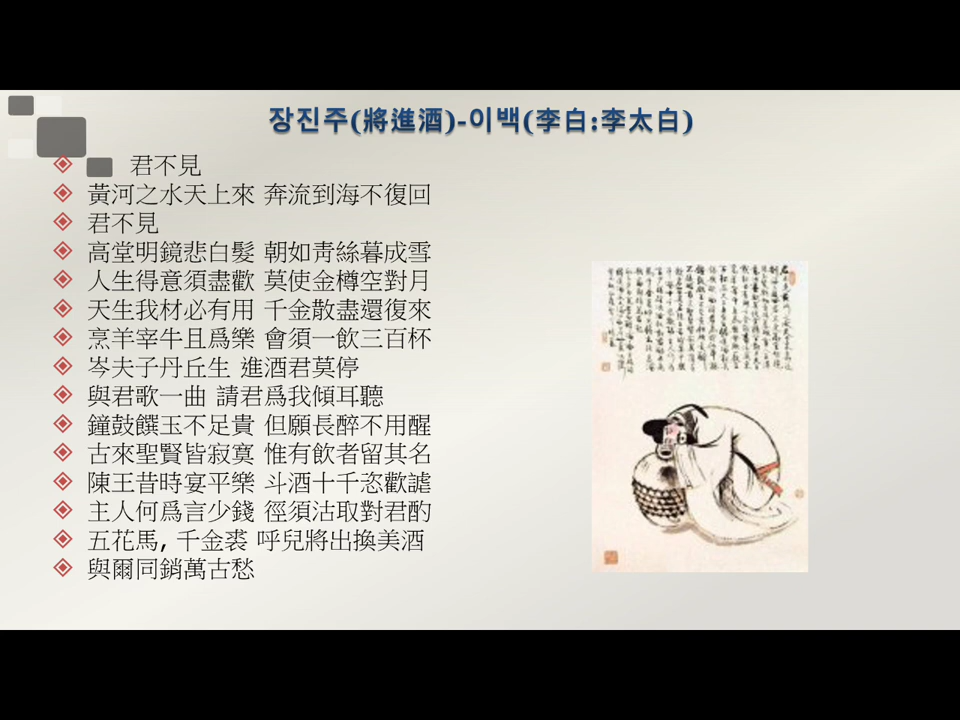 장진주(將進酒)-이백(李白:李太白)
君不見
黃河之水天上來 奔流到海不復回
君不見
高堂明鏡悲白髮 朝如靑絲暮成雪
人生得意須盡歡 莫使金樽空對月
天生我材必有用 千金散盡還復來
烹羊宰牛且爲樂 會須一飮三百杯
岑夫子丹丘生 進酒君莫停
與君歌一曲 請君爲我傾耳聽
鐘鼓饌玉不足貴 但願長醉不用醒
古來聖賢皆寂寞 惟有飮者留其名
陳王昔時宴平樂 斗酒十千恣歡謔
主人何爲言少錢 徑須沽取對君酌
五花馬, 千金裘 呼兒將出換美酒
與爾同銷萬古愁